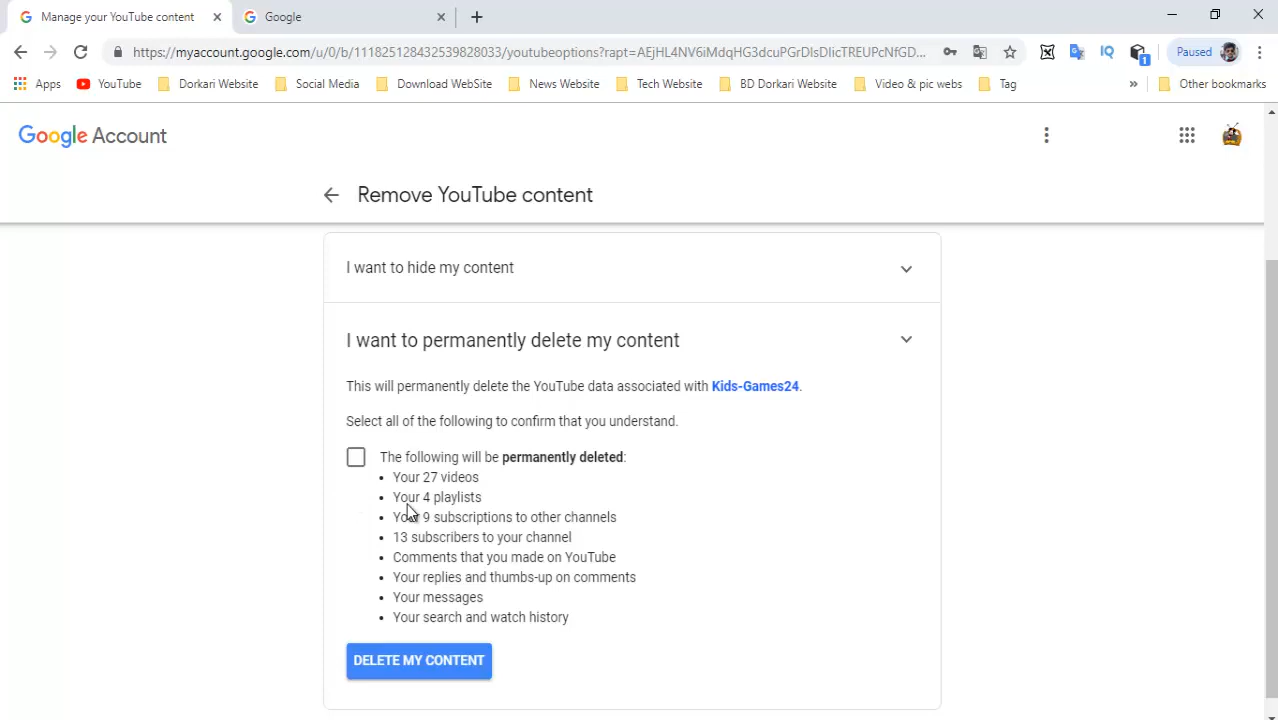 Manage your YouTube content
Google
https://myaccount.google.com/u/0/b/111825128432539828033/youtubeoptions?rapt=AEjHL4NV6iMdqHG3dcuPGrDlsDIicTREUPcNfGD...
Paused
1
Apps
YouTube
Dorkari Website
Social Media
Download WebSite
News Website
Tech Website
BD Dorkari Website
Video & pic webs
Tag
»
Other bookmarks
Google Account
Remove YouTube content
I want to hide my content
I want to permanently delete my content
This will permanently delete the YouTube data associated with Kids-Games24.
Select all of the following to confirm that you understand.
The following will be permanently deleted:
• Your 27 videos
• Your 4 playlists
• Your 9 subscriptions to other channels
• 13 subscribers to your channel
• Comments that you made on YouTube
• Your replies and thumbs-up on comments
• Your messages
• Your search and watch history
DELETE MY CONTENT